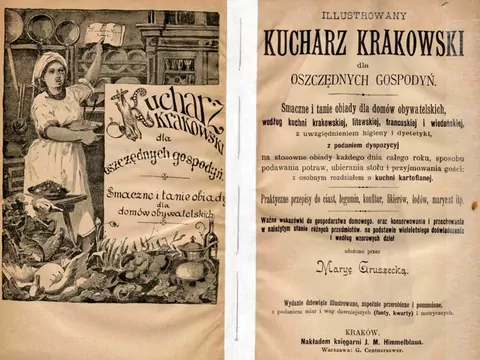 Kucharz
Krakowski
dla
oszczędnych gospodyń
Smaczne i tanie obiady
dla
domów obywatelskich
ILLUSTROWANY
KUCHARZ KRAKOWSKI
dla
OSZCZĘDNYCH GOSPODYŃ.
Smaczne i tanie obiady dla domów obywatelskich,
według kuchni krakowskiej, litewskiej, francuskiej i wiedeńskiej,
z uwzględnieniem higieny i dyetetyki,
z podaniem dyspozycyj
na stosowne obiady każdego dnia całego roku, sposobu
podawania potraw, ubierania stołu i przyjmowania gości;
z osobnym rozdziałem o kuchni kartoflanej.
Praktyczne przepisy do ciast, legumin, konfitur, likierów, lodów, marynat itp.
Ważne wskazówki do gospodarstwa domowego, oraz konserwowania i przechowania
w należytym stanie różnych przedmiotów, na podstawie wieloletniego doświadczenia
i według wzorowych dzieł
ułożone przez
Maryę Gruszecką.
Wydanie dziewiąte illustrowane, zupełnie przerobione i pomnożone,
z podaniem miar i wag dawniejszych (funty, kwarty) i metrycznych.
KRAKÓW.
Nakładem księgarni J. M. Himmelblaua.
Warszawa: G. Centnerszwer.